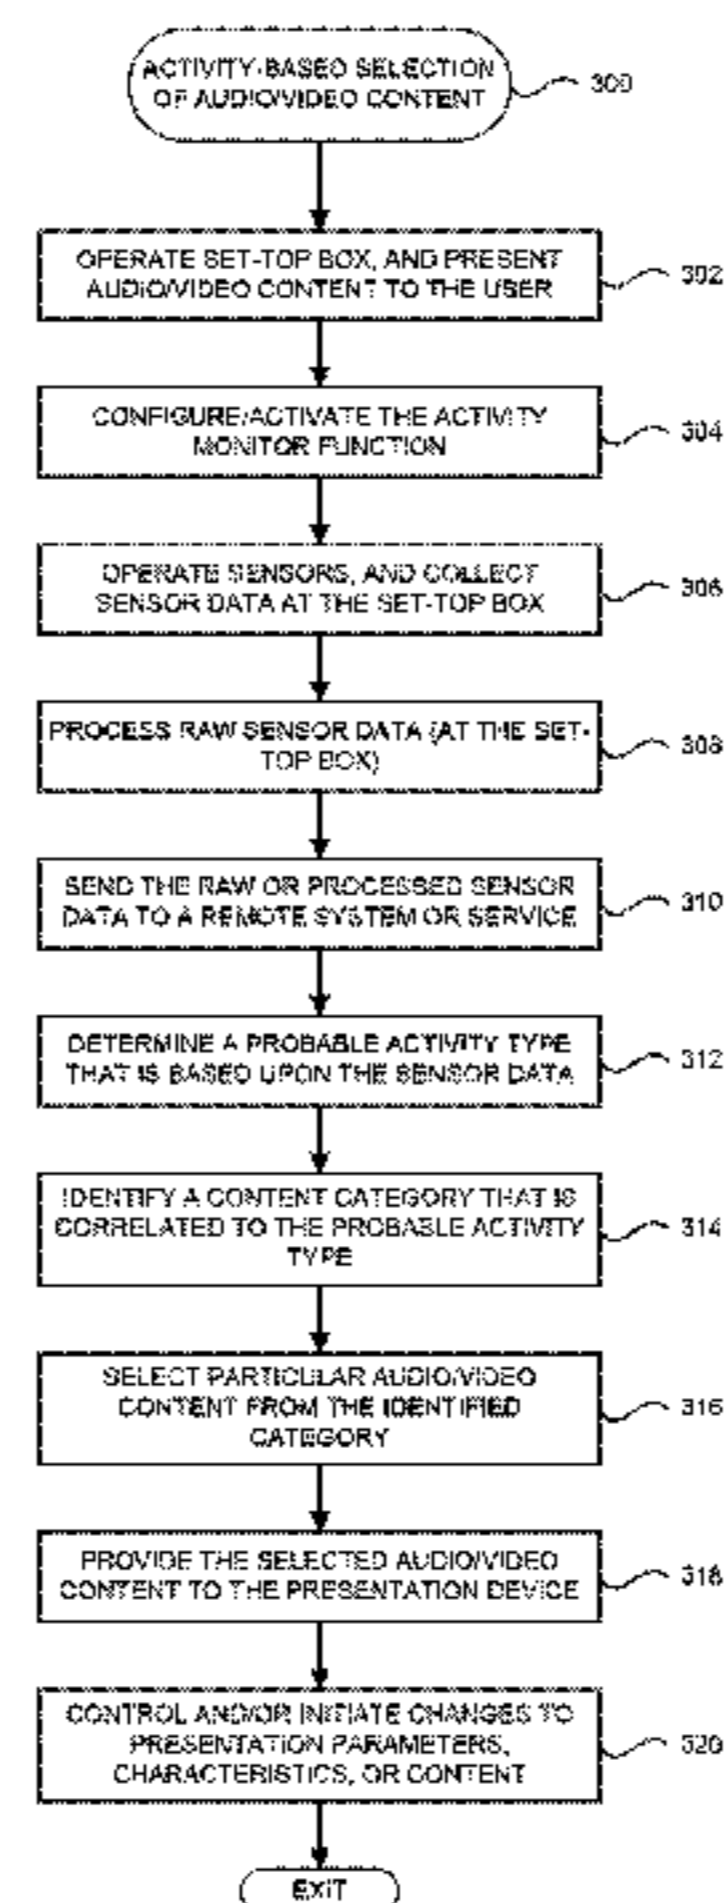 ACTIVITY-BASED SELECTION
OF AUDIO/VIDEO CONTENT
300
OPERATE SET-TOP BOX, AND PRESENT
AUDIO/VIDEO CONTENT TO THE USER
302
CONFIGURE/ACTIVATE THE ACTIVITY
MONITOR FUNCTION
304
OPERATE SENSORS, AND COLLECT
SENSOR DATA AT THE SET-TOP BOX
306
PROCESS RAW SENSOR DATA (AT THE SET-
TOP BOX)
308
SEND THE RAW OR PROCESSED SENSOR
DATA TO A REMOTE SYSTEM OR SERVICE
310
DETERMINE A PROBABLE ACTIVITY TYPE
THAT IS BASED UPON THE SENSOR DATA
312
IDENTIFY A CONTENT CATEGORY THAT IS
CORRELATED TO THE PROBABLE ACTIVITY
TYPE
314
SELECT PARTICULAR AUDIO/VIDEO
CONTENT FROM THE IDENTIFIED
CATEGORY
316
PROVIDE THE SELECTED AUDIO/VIDEO
CONTENT TO THE PRESENTATION DEVICE
318
CONTROL AND/OR INITIATE CHANGES TO
PRESENTATION PARAMETERS,
CHARACTERISTICS, OR CONTENT
320
EXIT